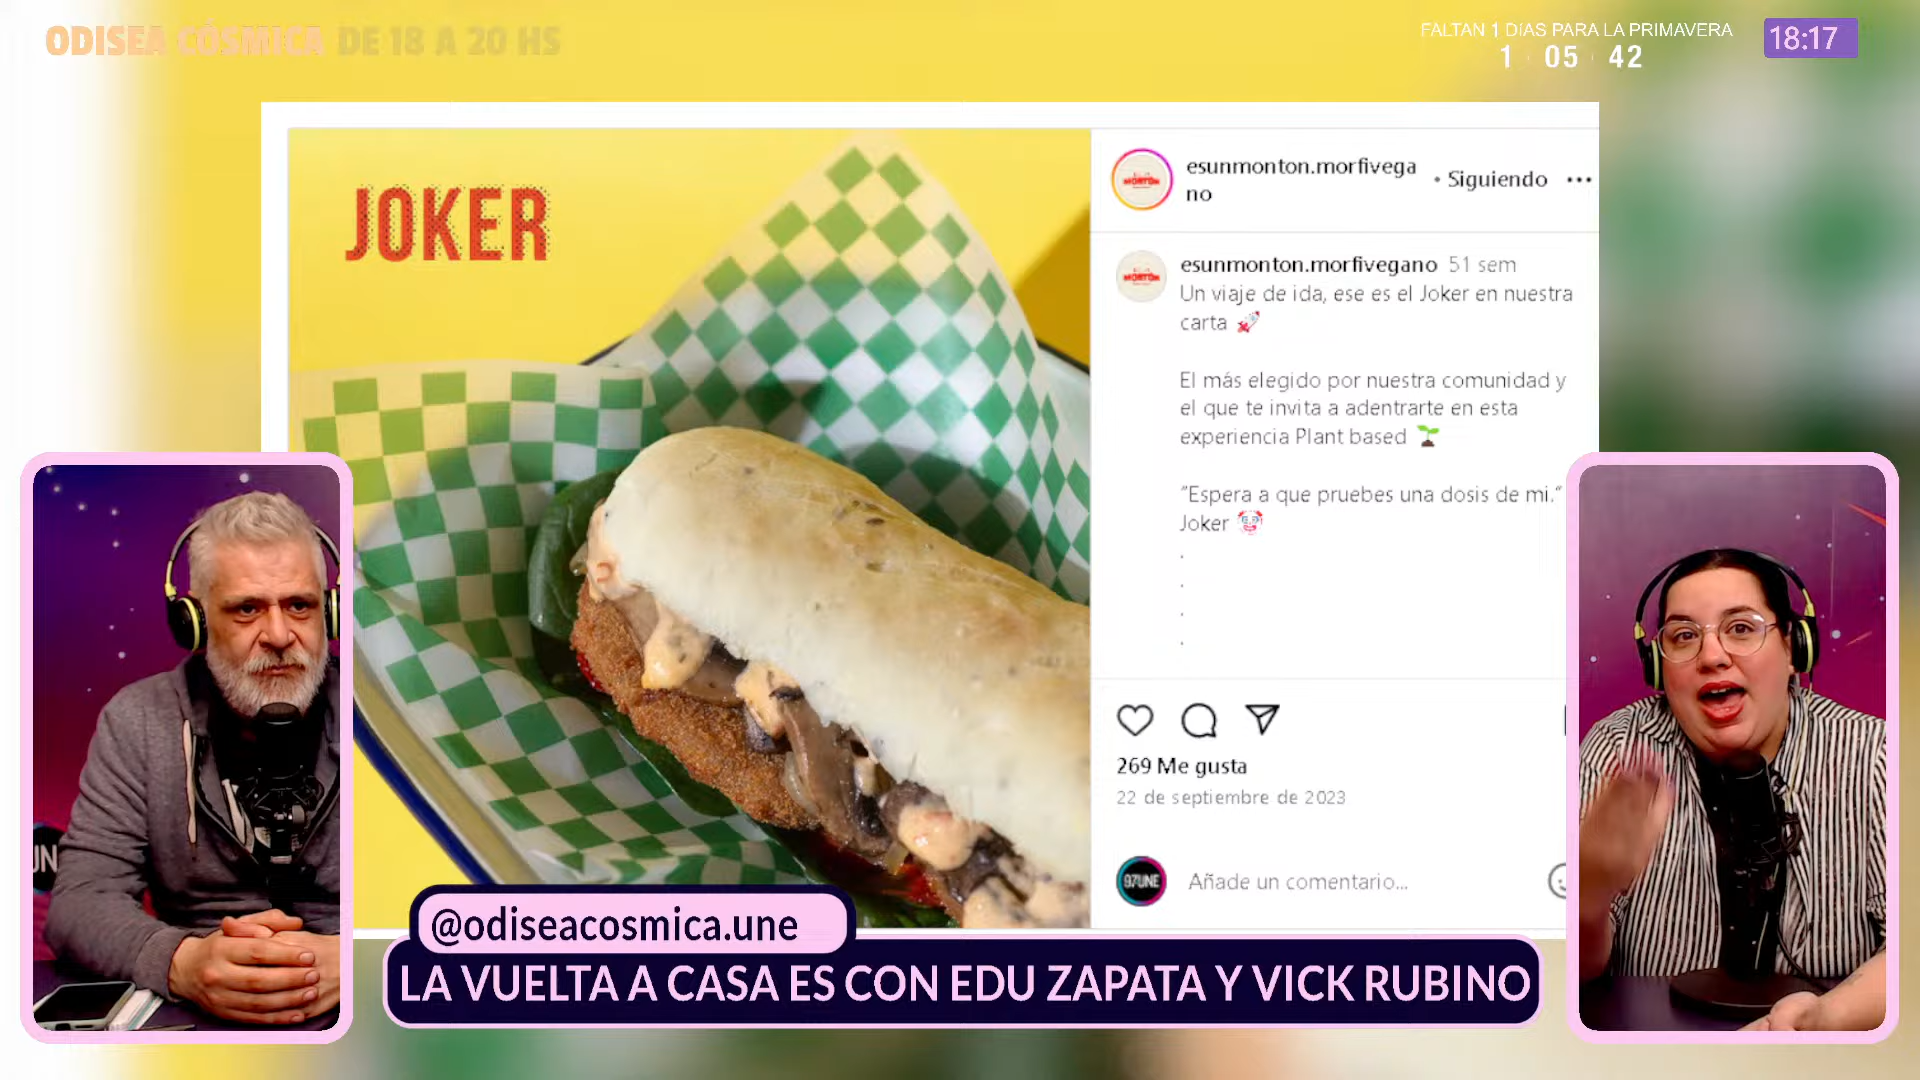 ODISEA CÓSMICA DE 18 A 20 HS
FALTAN 1 DíAS PARA LA PRIMAVERA
1 05 42
18:17
JOKER
esunmonton.morfivega
no
• Siguiendo ...
esunmonton.morfivegano 51 sem
Un viaje de ida, ese es el Joker en nuestra
carta 🚀
El más elegido por nuestra comunidad y
el que te invita a adentrarte en esta
experiencia Plant based 🌱
"Espera a que pruebes una dosis de mi."
Joker 🤡
.
.
.
.
269 Me gusta
22 de septiembre de 2023
97UNE
Añade un comentario...
UN
@odiseacosmica.une
LA VUELTA A CASA ES CON EDU ZAPATA Y VICK RUBINO